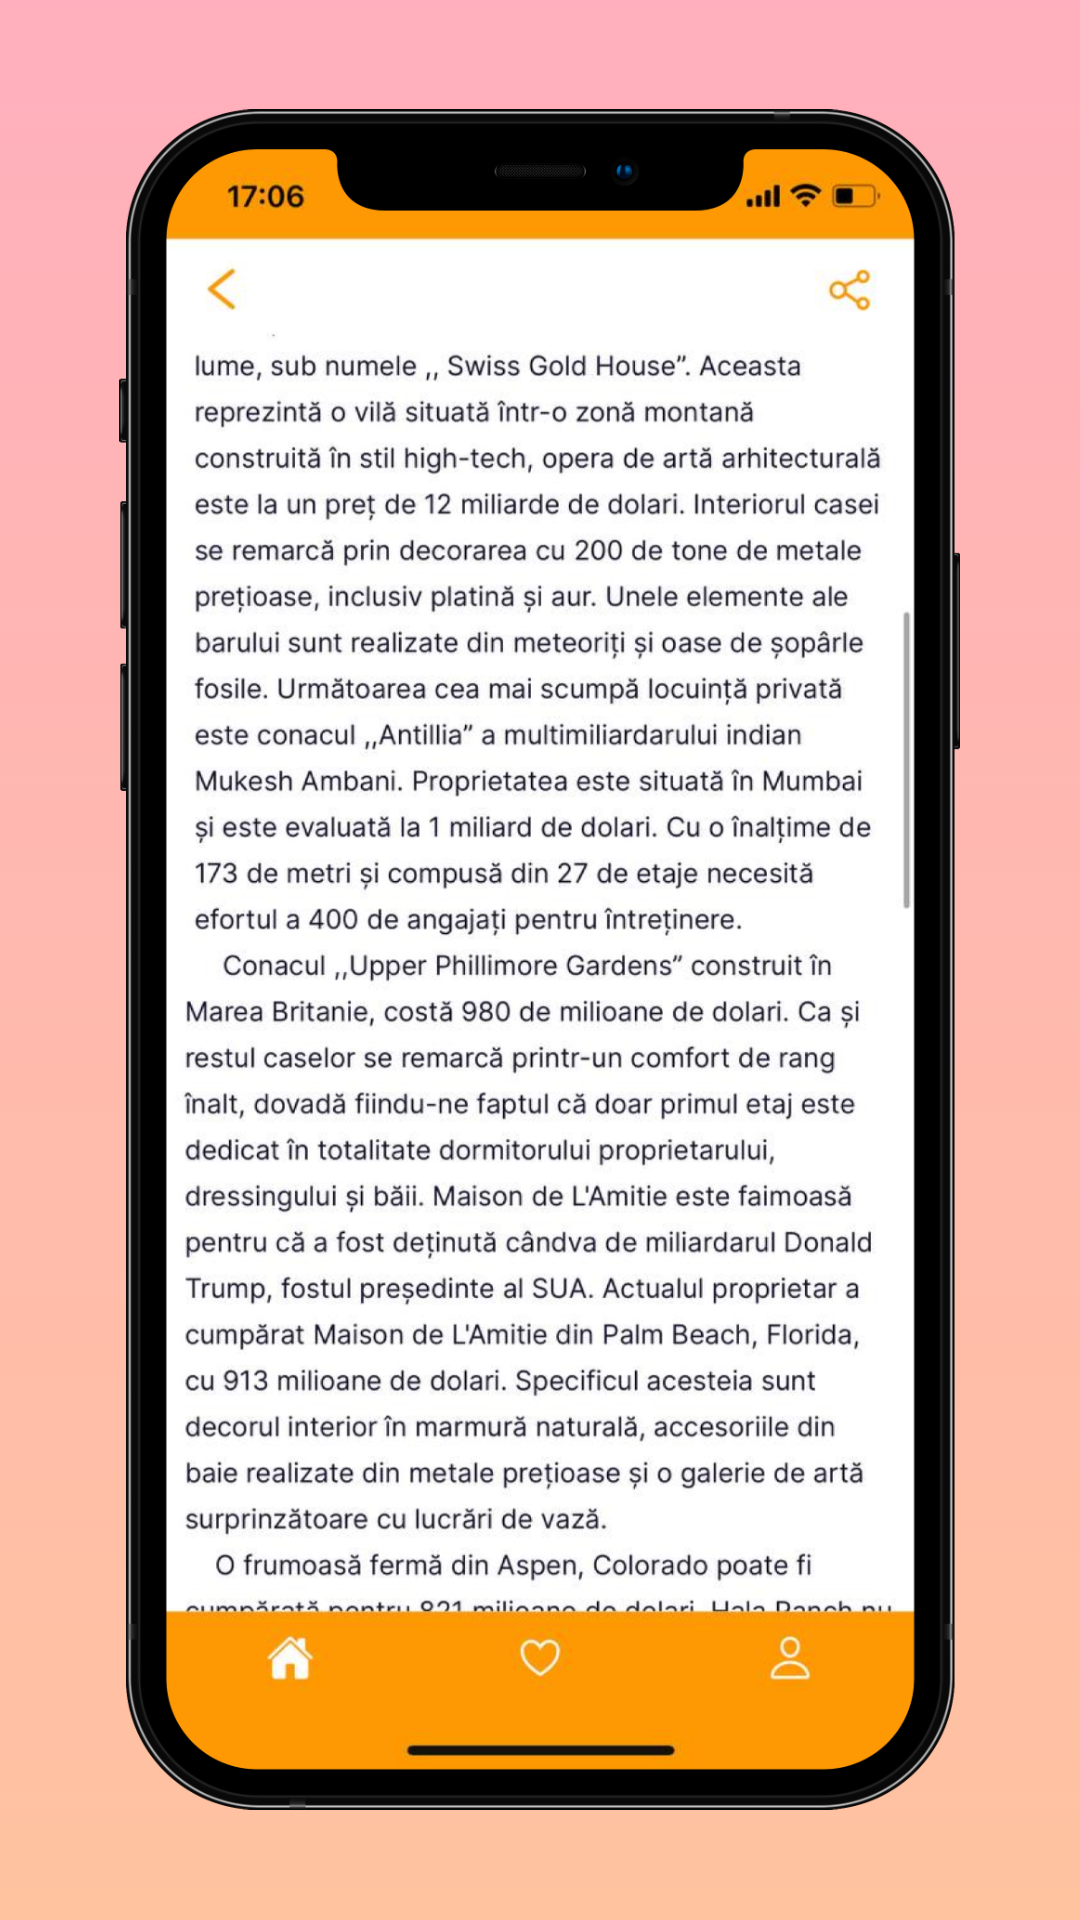 17:06
lume, sub numele ,, Swiss Gold House”. Aceasta
reprezintă o vilă situată într-o zonă montană
construită în stil high-tech, opera de artă arhitecturală
este la un preț de 12 miliarde de dolari. Interiorul casei
se remarcă prin decorarea cu 200 de tone de metale
prețioase, inclusiv platină și aur. Unele elemente ale
barului sunt realizate din meteoriți și oase de șopârle
fosile. Următoarea cea mai scumpă locuință privată
este conacul ,,Antillia” a multimiliardarului indian
Mukesh Ambani. Proprietatea este situată în Mumbai
și este evaluată la 1 miliard de dolari. Cu o înalțime de
173 de metri și compusă din 27 de etaje necesită
efortul a 400 de angajați pentru întreținere.
Conacul ,,Upper Phillimore Gardens” construit în
Marea Britanie, costă 980 de milioane de dolari. Ca și
restul caselor se remarcă printr-un comfort de rang
înalt, dovadă fiindu-ne faptul că doar primul etaj este
dedicat în totalitate dormitorului proprietarului,
dressingului și băii. Maison de L'Amitie este faimoasă
pentru că a fost deținută cândva de miliardarul Donald
Trump, fostul președinte al SUA. Actualul proprietar a
cumpărat Maison de L'Amitie din Palm Beach, Florida,
cu 913 milioane de dolari. Specificul acesteia sunt
decorul interior în marmură naturală, accesoriile din
baie realizate din metale prețioase și o galerie de artă
surprinzătoare cu lucrări de vază.
O frumoasă fermă din Aspen, Colorado poate fi
cumpărată pentru 821 milioane de dolari. Hala Ranch nu